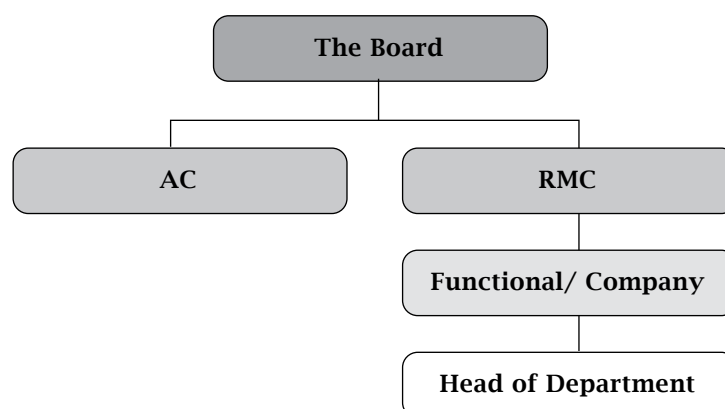 The Board
AC
RMC
Functional/ Company
Head of Department